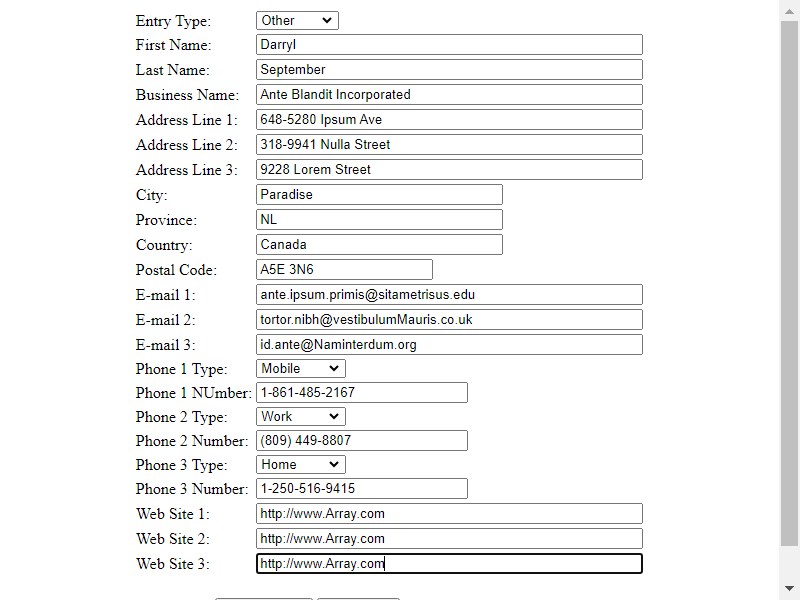 Entry Type: Other
First Name: Darryl
Last Name: September
Business Name: Ante Blandit Incorporated
Address Line 1: 648-5280 Ipsum Ave
Address Line 2: 318-9941 Nulla Street
Address Line 3: 9228 Lorem Street
City: Paradise
Province: NL
Country: Canada
Postal Code: A5E 3N6
E-mail 1: ante.ipsum.primis@sitametrisus.edu
E-mail 2: tortor.nibh@vestibulumMauris.co.uk
E-mail 3: id.ante@Naminterdum.org
Phone 1 Type: Mobile
Phone 1 NUmber: 1-861-485-2167
Phone 2 Type: Work
Phone 2 Number: (809) 449-8807
Phone 3 Type: Home
Phone 3 Number: 1-250-516-9415
Web Site 1: http://www.Array.com
Web Site 2: http://www.Array.com
Web Site 3: http://www.Array.com